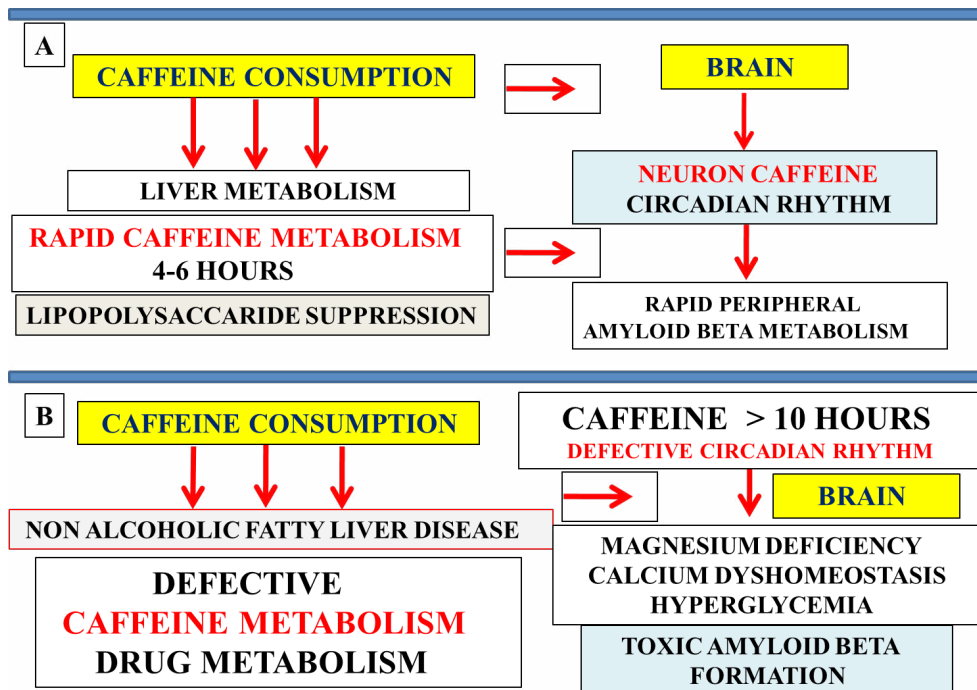 A
CAFFEINE CONSUMPTION
LIVER METABOLISM
RAPID CAFFEINE METABOLISM
4-6 HOURS
LIPOPOLYSACCARIDE SUPPRESSION
BRAIN
NEURON CAFFEINE
CIRCADIAN RHYTHM
RAPID PERIPHERAL
AMYLOID BETA METABOLISM
B
CAFFEINE CONSUMPTION
NON ALCOHOLIC FATTY LIVER DISEASE
DEFECTIVE
CAFFEINE METABOLISM
DRUG METABOLISM
CAFFEINE > 10 HOURS
DEFECTIVE CIRCADIAN RHYTHM
BRAIN
MAGNESIUM DEFICIENCY
CALCIUM DYSHOMEOSTASIS
HYPERGLYCEMIA
TOXIC AMYLOID BETA
FORMATION